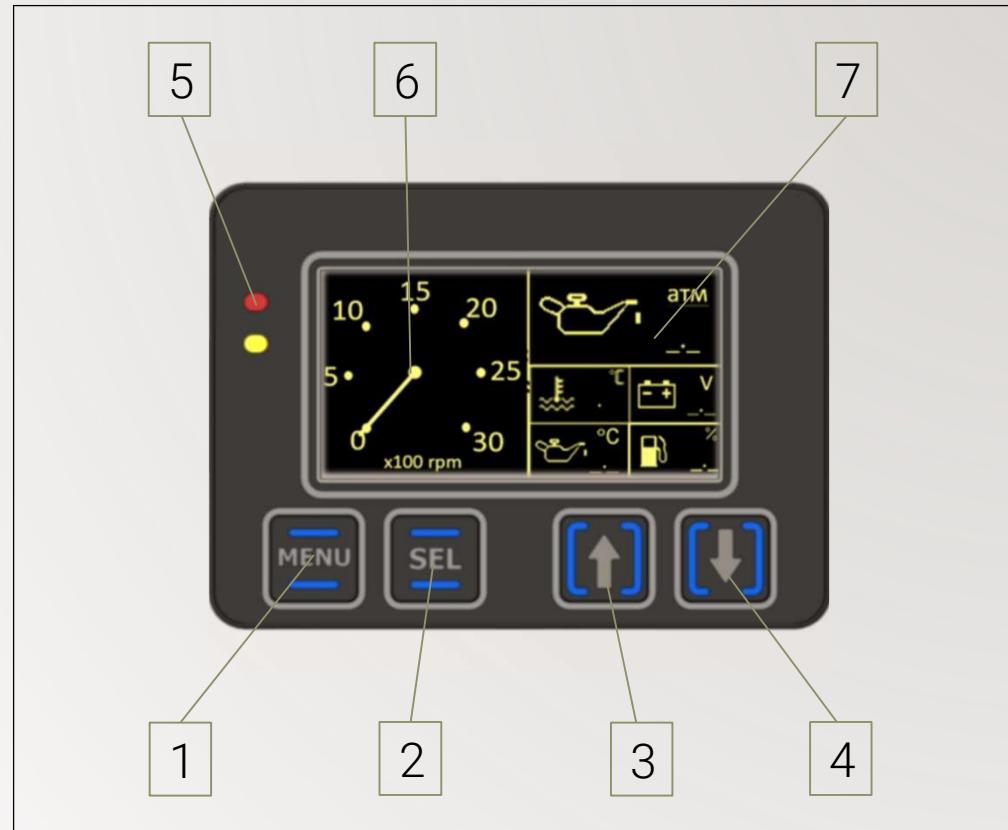 5 6 7
15
10 20
5 25
0 30
x100 rpm
атм
_._
°C V
. _._
°C %
_._ _._
MENU SEL
1 2 3 4